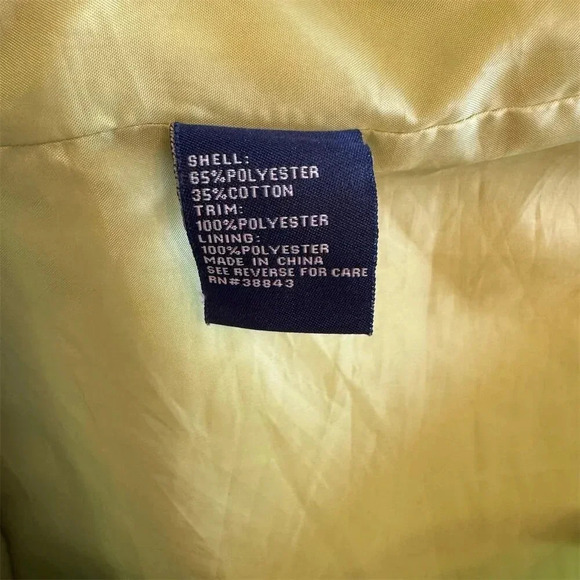 SHELL:
65%POLYESTER
35%COTTON
TRIM:
100%POLYESTER
LINING:
100%POLYESTER
MADE IN CHINA
SEE REVERSE FOR CARE
RN#38843